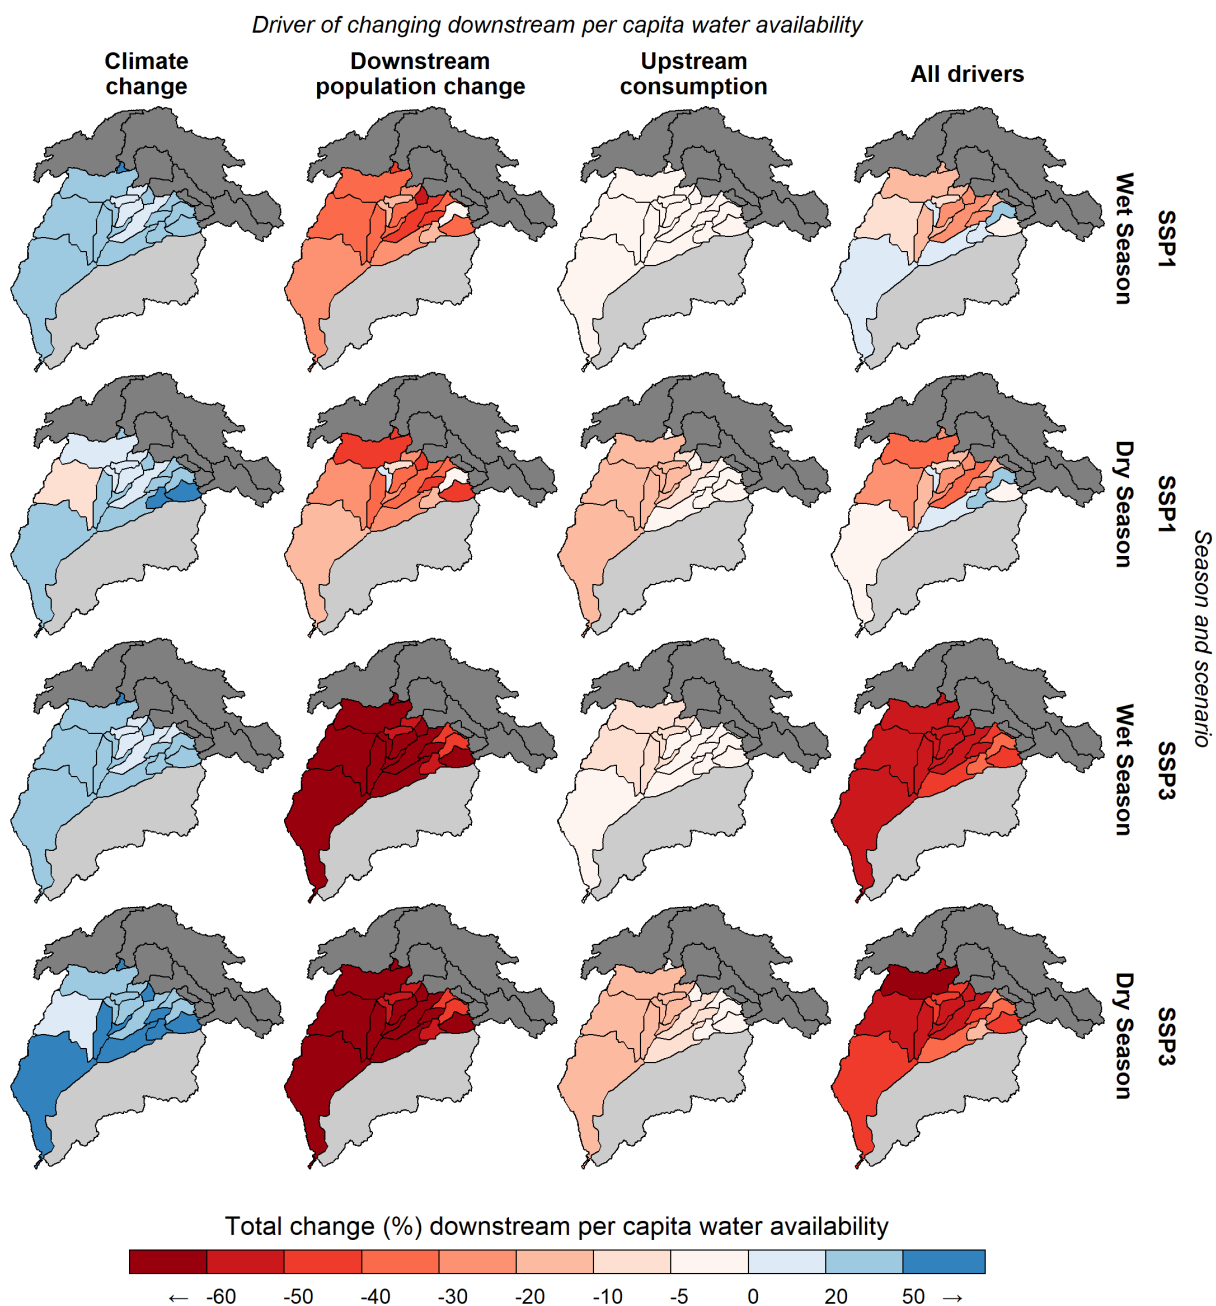 Driver of changing downstream per capita water availability
Climate
change
Downstream
population change
Upstream
consumption
All drivers
Wet Season
SSP1
Dry Season
SSP1
Season and scenario
Wet Season
SSP3
Dry Season
SSP3
Total change (%) downstream per capita water availability
← -60 -50 -40 -30 -20 -10 -5 0 20 50 →